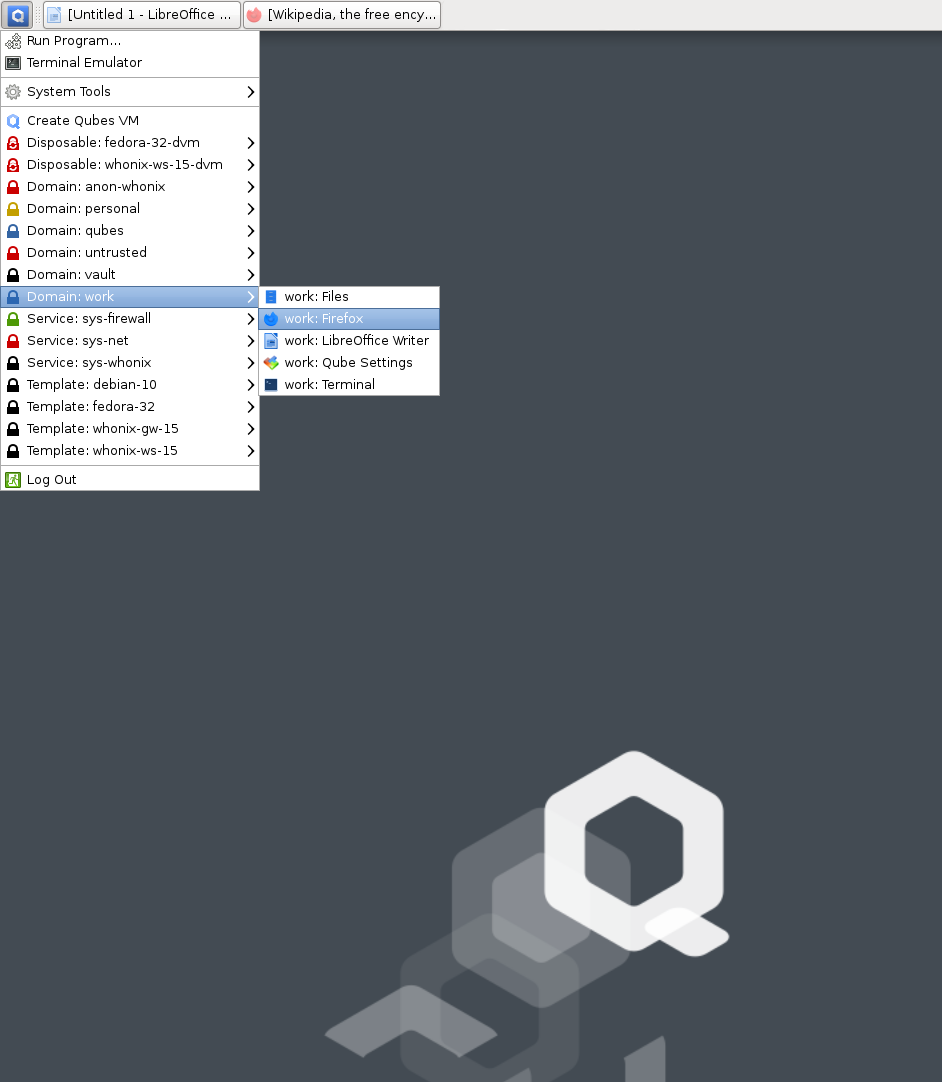 [Untitled 1 - LibreOffice ...
[Wikipedia, the free ency...
Run Program...
Terminal Emulator
System Tools
Create Qubes VM
Disposable: fedora-32-dvm
Disposable: whonix-ws-15-dvm
Domain: anon-whonix
Domain: personal
Domain: qubes
Domain: untrusted
Domain: vault
Domain: work
Service: sys-firewall
Service: sys-net
Service: sys-whonix
Template: debian-10
Template: fedora-32
Template: whonix-gw-15
Template: whonix-ws-15
Log Out
work: Files
work: Firefox
work: LibreOffice Writer
work: Qube Settings
work: Terminal